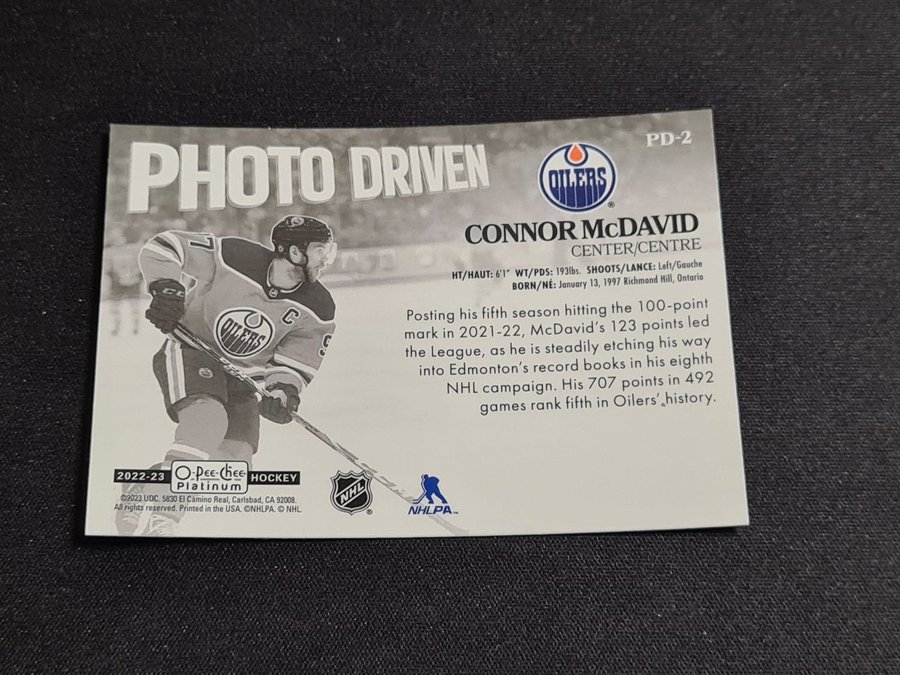 PHOTO DRIVEN
PD-2
OILERS
®
CONNOR McDAVID
CENTER/CENTRE
HT/HAUT: 6'1" WT/PDS: 193lbs. SHOOTS/LANCE: Left/Gauche
BORN/NÉ: January 13, 1997 Richmond Hill, Ontario
Posting his fifth season hitting the 100-point
mark in 2021-22, McDavid's 123 points led
the League, as he is steadily etching his way
into Edmonton's record books in his eighth
NHL campaign. His 707 points in 492
games rank fifth in Oilers' history.
7
C
OILERS
9
2022-23 O-Pee-Chee Platinum HOCKEY
©2023 UDC. 5830 El Camino Real, Carlsbad, CA 92008.
All rights reserved. Printed in the USA. ©NHLPA. © NHL.
NHL ®
NHLPA™